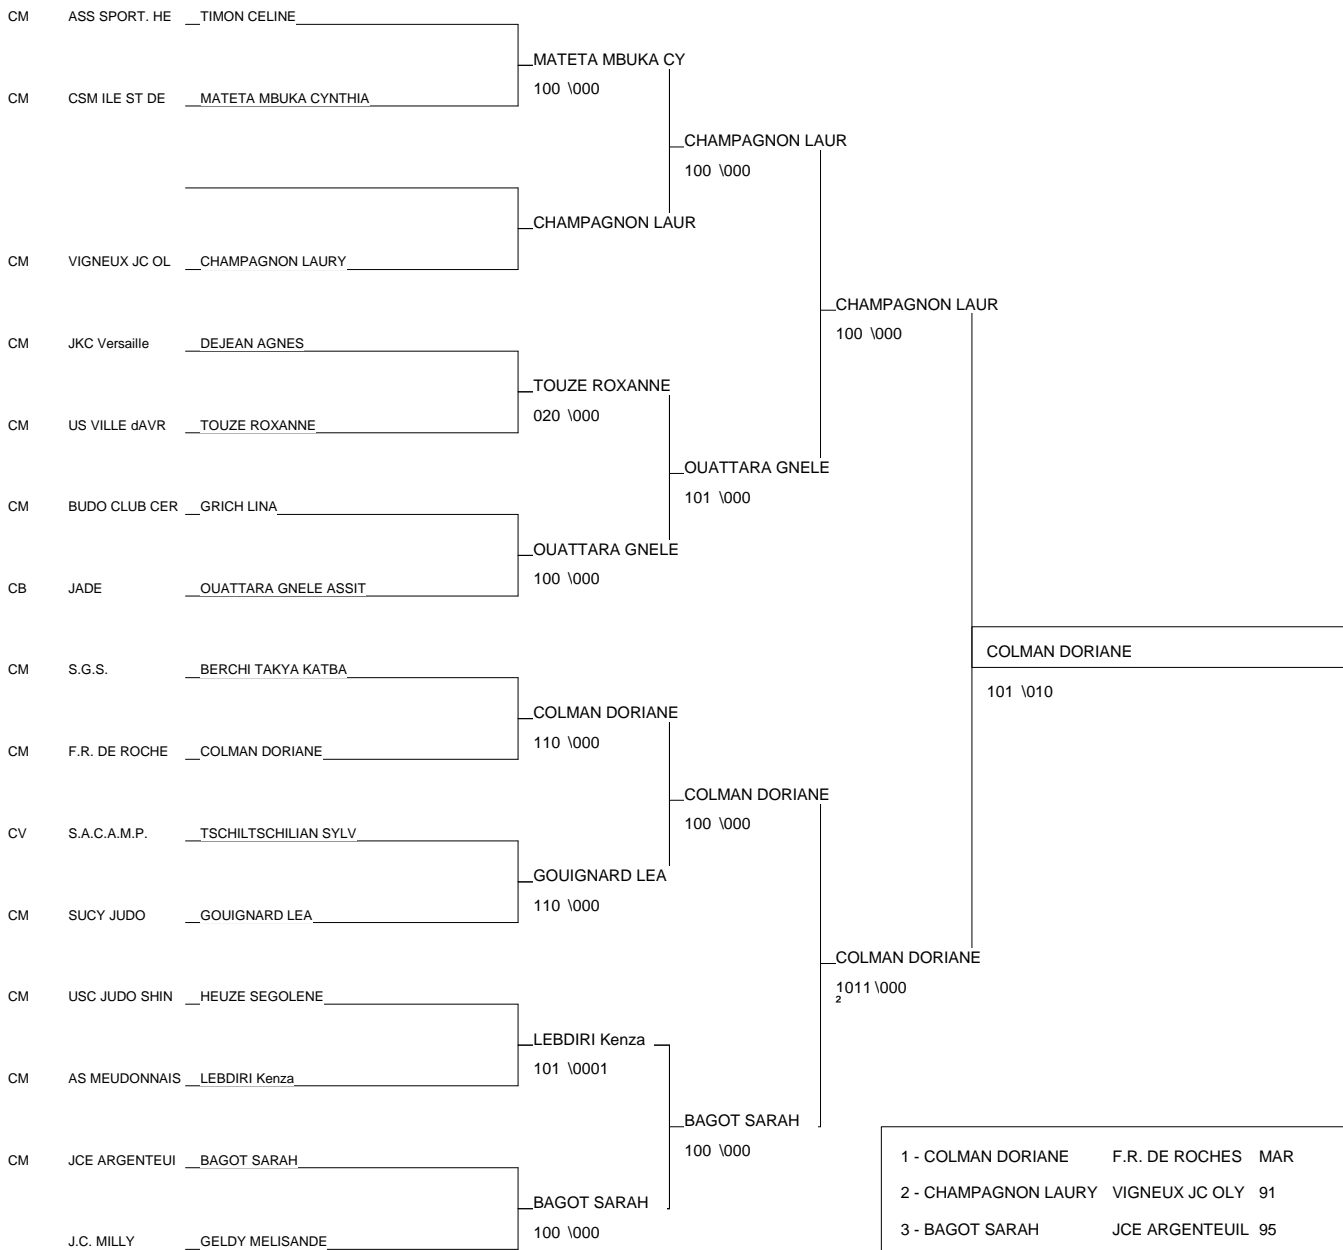 CM ASS SPORT. HE TIMON CELINE
MATETA MBUKA CY
100 \000
CM CSM ILE ST DE MATETA MBUKA CYNTHIA
CHAMPAGNON LAUR
100 \000
CHAMPAGNON LAUR
CM VIGNEUX JC OL CHAMPAGNON LAURY
CHAMPAGNON LAUR
100 \000
CM JKC Versaille DEJEAN AGNES
TOUZE ROXANNE
020 \000
CM US VILLE dAVR TOUZE ROXANNE
OUATTARA GNELE
101 \000
CM BUDO CLUB CER GRICH LINA
OUATTARA GNELE
100 \000
CB JADE OUATTARA GNELE ASSIT
COLMAN DORIANE
101 \010
CM S.G.S. BERCHI TAKYA KATBA
COLMAN DORIANE
110 \000
CM F.R. DE ROCHE COLMAN DORIANE
COLMAN DORIANE
100 \000
CV S.A.C.A.M.P. TSCHILTSCHILIAN SYLV
GOUIGNARD LEA
110 \000
CM SUCY JUDO GOUIGNARD LEA
COLMAN DORIANE
1011 \000
2
CM USC JUDO SHIN HEUZE SEGOLENE
LEBDIRI Kenza
101 \0001
CM AS MEUDONNAIS LEBDIRI Kenza
BAGOT SARAH
100 \000
CM JCE ARGENTEUI BAGOT SARAH
BAGOT SARAH
100 \000
J.C. MILLY GELDY MELISANDE
1 - COLMAN DORIANE F.R. DE ROCHES MAR
2 - CHAMPAGNON LAURY VIGNEUX JC OLY 91
3 - BAGOT SARAH JCE ARGENTEUIL 95